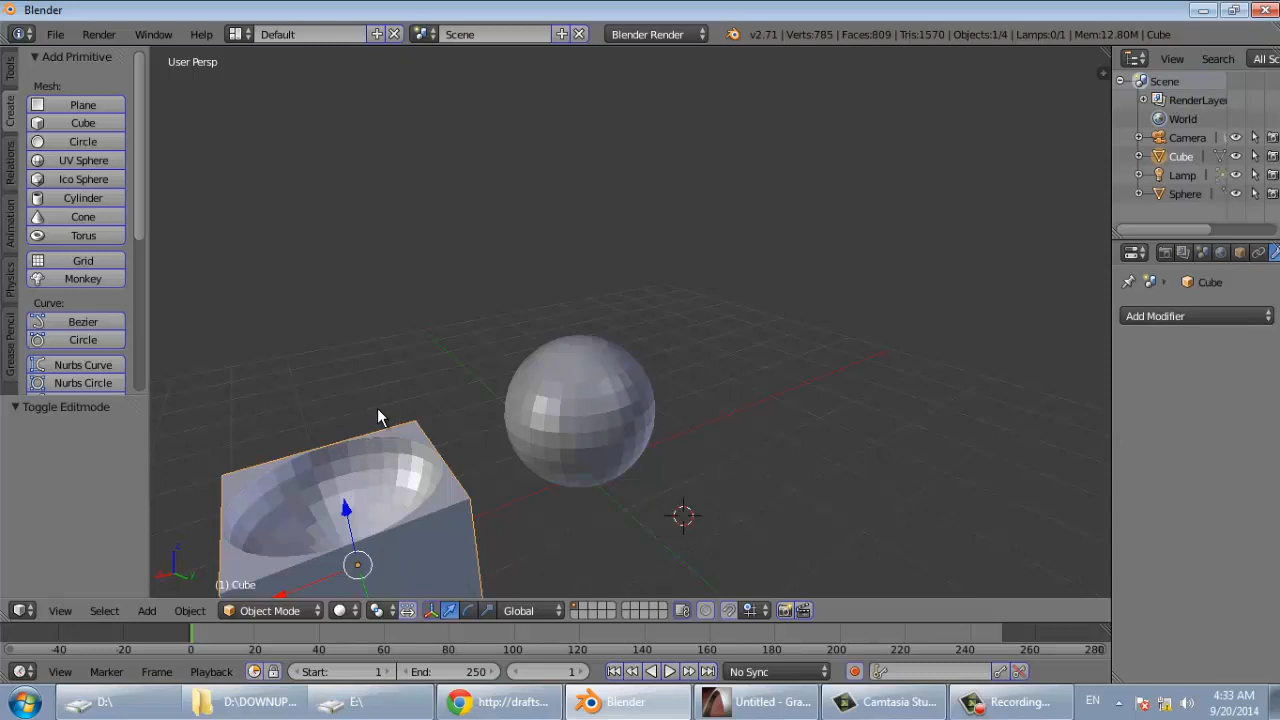 Blender
File Render Window Help Default Scene Blender Render v2.71 | Verts:785 | Faces:809 | Tris:1570 | Objects:1/4 | Lamps:0/1 | Mem:12.80M | Cube
Tools
Create
Relations
Animation
Physics
Grease Pencil
Add Primitive
Mesh:
Plane
Cube
Circle
UV Sphere
Ico Sphere
Cylinder
Cone
Torus
Grid
Monkey
Curve:
Bezier
Circle
Nurbs Curve
Nurbs Circle
Toggle Editmode
User Persp
(1) Cube
View Search All Sc
Scene
RenderLaye
World
Camera
Cube
Lamp
Sphere
Cube
Add Modifier
View Select Add Object Object Mode Global
-40 -20 0 20 40 60 80 100 120 140 160 180 200 220 240 260 280
View Marker Frame Playback Start: 1 End: 250 1 No Sync
D:\ D:\DOWNUP... E:\ http://drafts... Blender Untitled - Gra... Camtasia Stu... Recording... EN
4:33 AM
9/20/2014